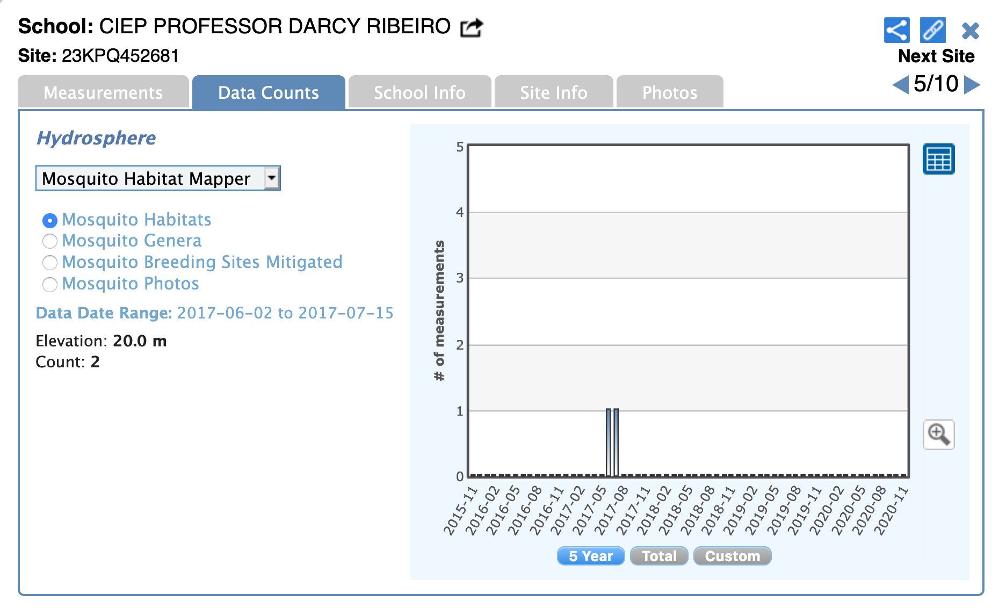 School: CIEP PROFESSOR DARCY RIBEIRO
Site: 23KPQ452681
Next Site
5/10
Measurements
Data Counts
School Info
Site Info
Photos
Hydrosphere
Mosquito Habitat Mapper
Mosquito Habitats
Mosquito Genera
Mosquito Breeding Sites Mitigated
Mosquito Photos
Data Date Range: 2017-06-02 to 2017-07-15
Elevation: 20.0 m
Count: 2
# of measurements
5
4
3
2
1
0
2015-11
2016-02
2016-05
2016-08
2016-11
2017-02
2017-05
2017-08
2017-11
2018-02
2018-05
2018-08
2018-11
2019-02
2019-05
2019-08
2019-11
2020-02
2020-05
2020-08
2020-11
5 Year
Total
Custom